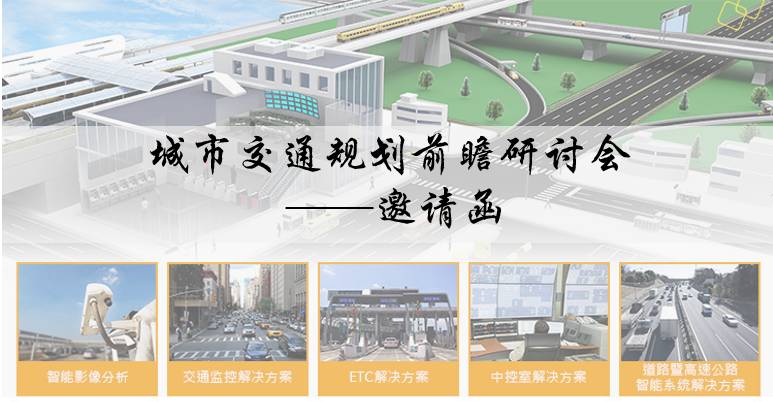 城市交通规划前瞻研讨会
——邀请函
智能影像分析
交通监控解决方案
ETC解决方案
中控室解决方案
道路暨高速公路
智能系统解决方案